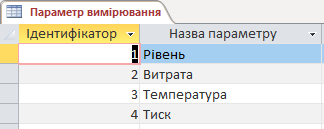 Параметр вимірювання
Ідентифікатор Назва параметру
1 Рівень
2 Витрата
3 Температура
4 Тиск